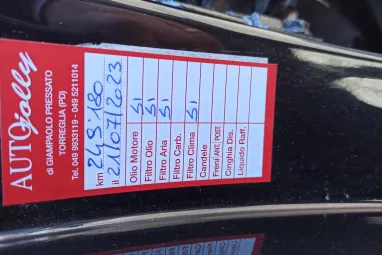 AUTOjolly
di GIAMPAOLO PRESSATO
TORREGLIA (PD)
Tel. 049 9933119 - 049 5211014
km 243.180
il 21/07/2023
Olio Motore SI
Filtro Olio SI
Filtro Aria SI
Filtro Carb.
Filtro Clima SI
Candele
Freni ANT. POST.
Cinghia Dis.
Liquido Raff.